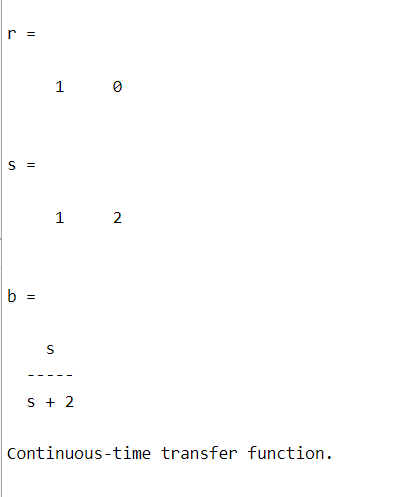 r =
1 0
s =
1 2
b =
s
-----
s + 2
Continuous-time transfer function.